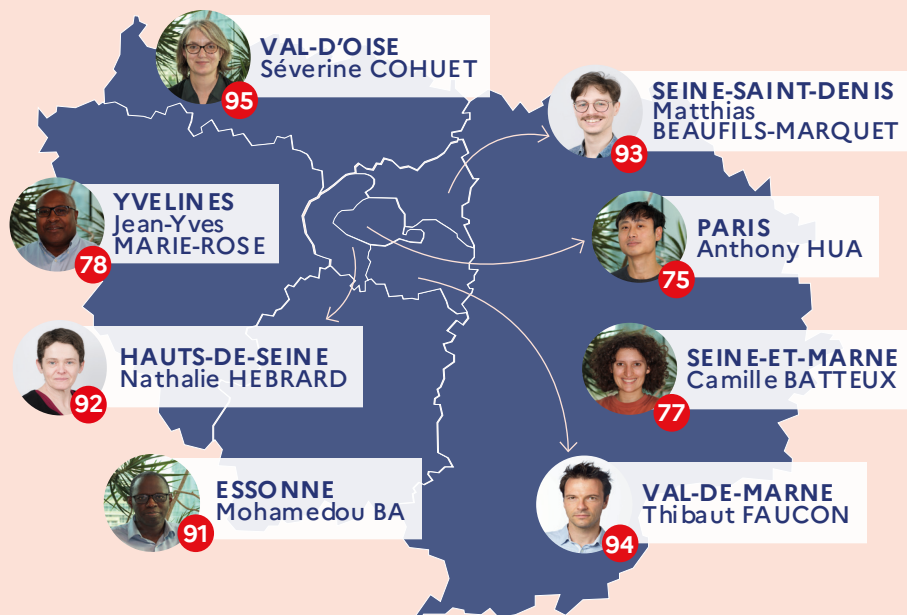 VAL-D'OISE
Séverine COHUET
95
SEINE-SAINT-DENIS
Matthias
BEAUFILS-MARQUET
93
YVELINES
Jean-Yves
MARIE-ROSE
78
PARIS
Anthony HUA
75
HAUTS-DE-SEINE
Nathalie HEBRARD
92
SEINE-ET-MARNE
Camille BATTEUX
77
ESSONNE
Mohamedou BA
91
VAL-DE-MARNE
Thibaut FAUCON
94